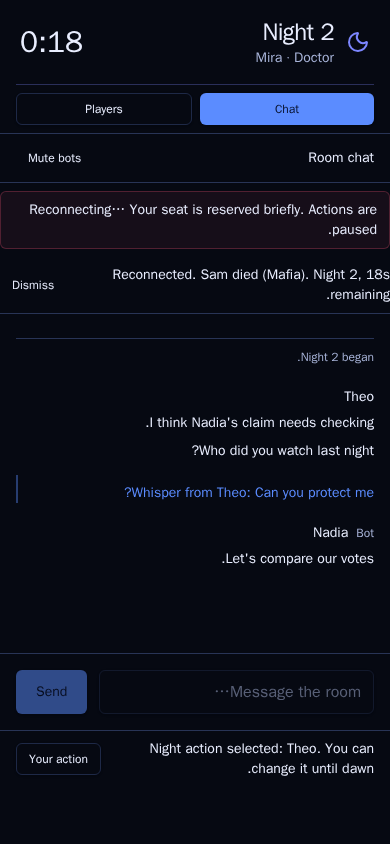 0:18
Night 2
Mira · Doctor
Players
Chat
Mute bots
Room chat
Reconnecting… Your seat is reserved briefly. Actions are
.paused
Reconnected. Sam died (Mafia). Night 2, 18s
.remaining
Dismiss
.Night 2 began
Theo
.I think Nadia's claim needs checking
?Who did you watch last night
?Whisper from Theo: Can you protect me
Nadia Bot
.Let's compare our votes
Send
…Message the room
Your action
Night action selected: Theo. You can
.change it until dawn